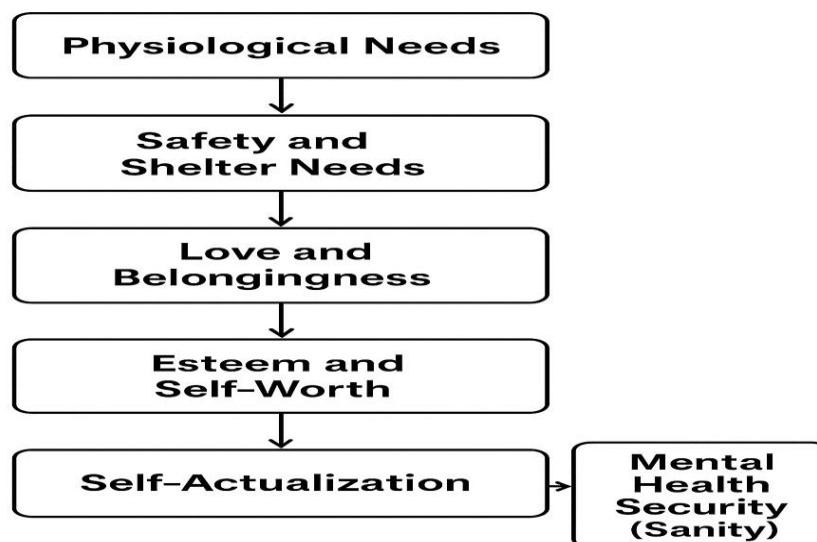 Physiological Needs
Safety and
Shelter Needs
Love and
Belongingness
Esteem and
Self-Worth
Self-Actualization
Mental
Health
Security
(Sanity)